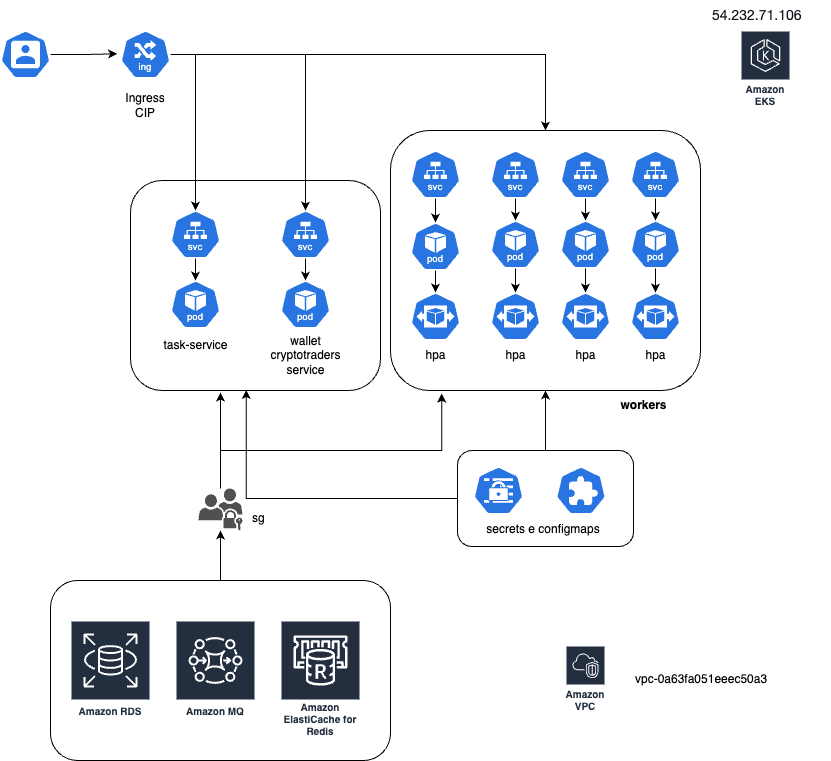 54.232.71.106
ing
Amazon
EKS
Ingress
CIP
svc
svc
svc
svc
svc
svc
pod
pod
pod
pod
pod
pod
task-service
wallet
cryptotraders
service
hpa
hpa
hpa
hpa
workers
sg
secrets e configmaps
R
Amazon RDS
Amazon MQ
Amazon
ElastiCache for
Redis
Amazon
VPC
vpc-0a63fa051eeec50a3
K